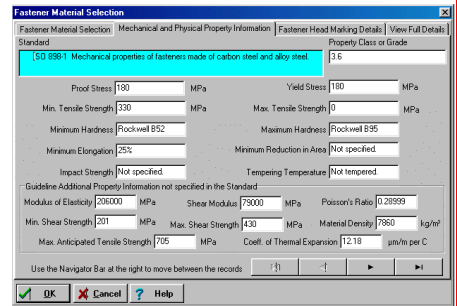 Fastener Material Selection
Fastener Material Selection Mechanical and Physical Property Information Fastener Head Marking Details View Full Details
Standard Property Class or Grade
ISO 898-1 Mechanical properties of fasteners made of carbon steel and alloy steel. 3.6
Proof Stress 180 MPa Yield Stress 180 MPa
Min. Tensile Strength 330 MPa Max. Tensile Strength 0 MPa
Minimum Hardness Rockwell B52 Maximum Hardness Rockwell B95
Minimum Elongation 25% Minimum Reduction in Area Not specified.
Impact Strength Not specified. Tempering Temperature Not tempered.
Guideline Additional Property Information not specified in the Standard
Modulus of Elasticity 206000 MPa Shear Modulus 79000 MPa Poisson's Ratio 0.28999
Min. Shear Strength 201 MPa Max. Shear Strength 430 MPa Material Density 7860 kg/m³
Max. Anticipated Tensile Strength 705 MPa Coeff. of Thermal Expansion 12.18 µm/m per C
Use the Navigator Bar at the right to move between the records
OK Cancel ? Help